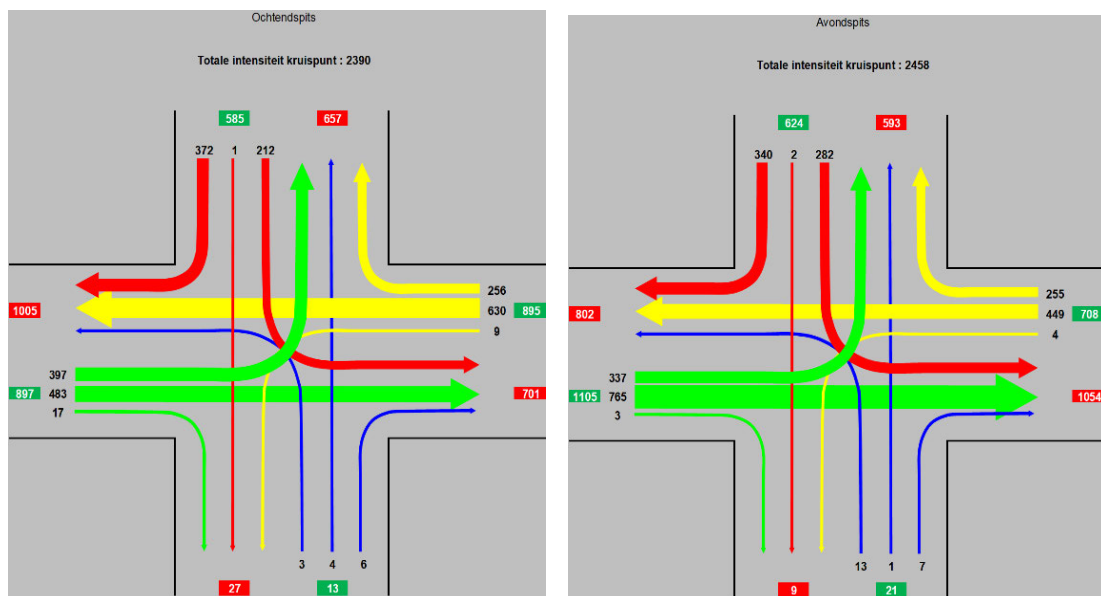 Ochtendspits
Totale intensiteit kruispunt : 2390
585 657
372 1 212
256
1005 630 895
9
397
897 483 701
17
3 4 6
27 13
Avondspits
Totale intensiteit kruispunt : 2458
624 593
340 2 282
255
802 449 708
4
337
1105 765 1054
3
13 1 7
9 21